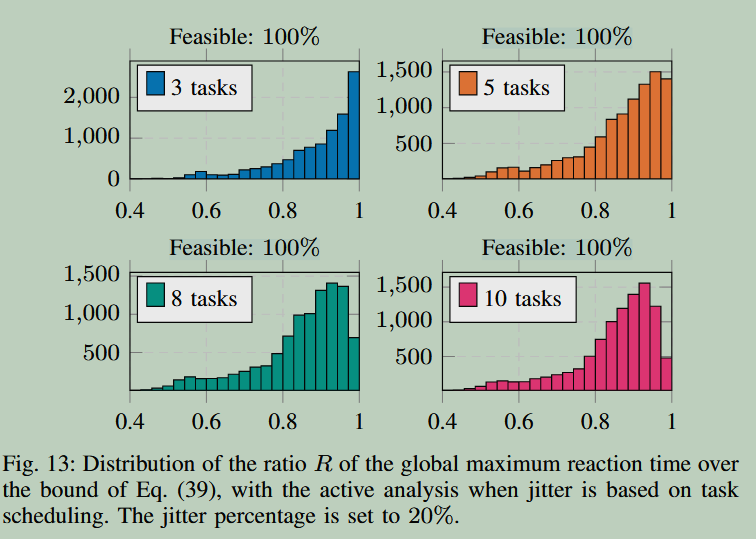 Feasible: 100%
3 tasks
2,000
1,000
0
0.4 0.6 0.8 1
Feasible: 100%
5 tasks
1,500
1,000
500
0.4 0.6 0.8 1
Feasible: 100%
8 tasks
1,500
1,000
500
0.4 0.6 0.8 1
Feasible: 100%
10 tasks
1,500
1,000
500
0.4 0.6 0.8 1
Fig. 13: Distribution of the ratio R of the global maximum reaction time over
the bound of Eq. (39), with the active analysis when jitter is based on task
scheduling. The jitter percentage is set to 20%.